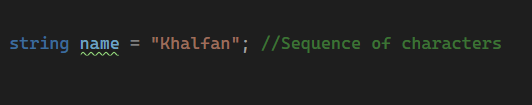 string name = "Khalfan"; //Sequence of characters